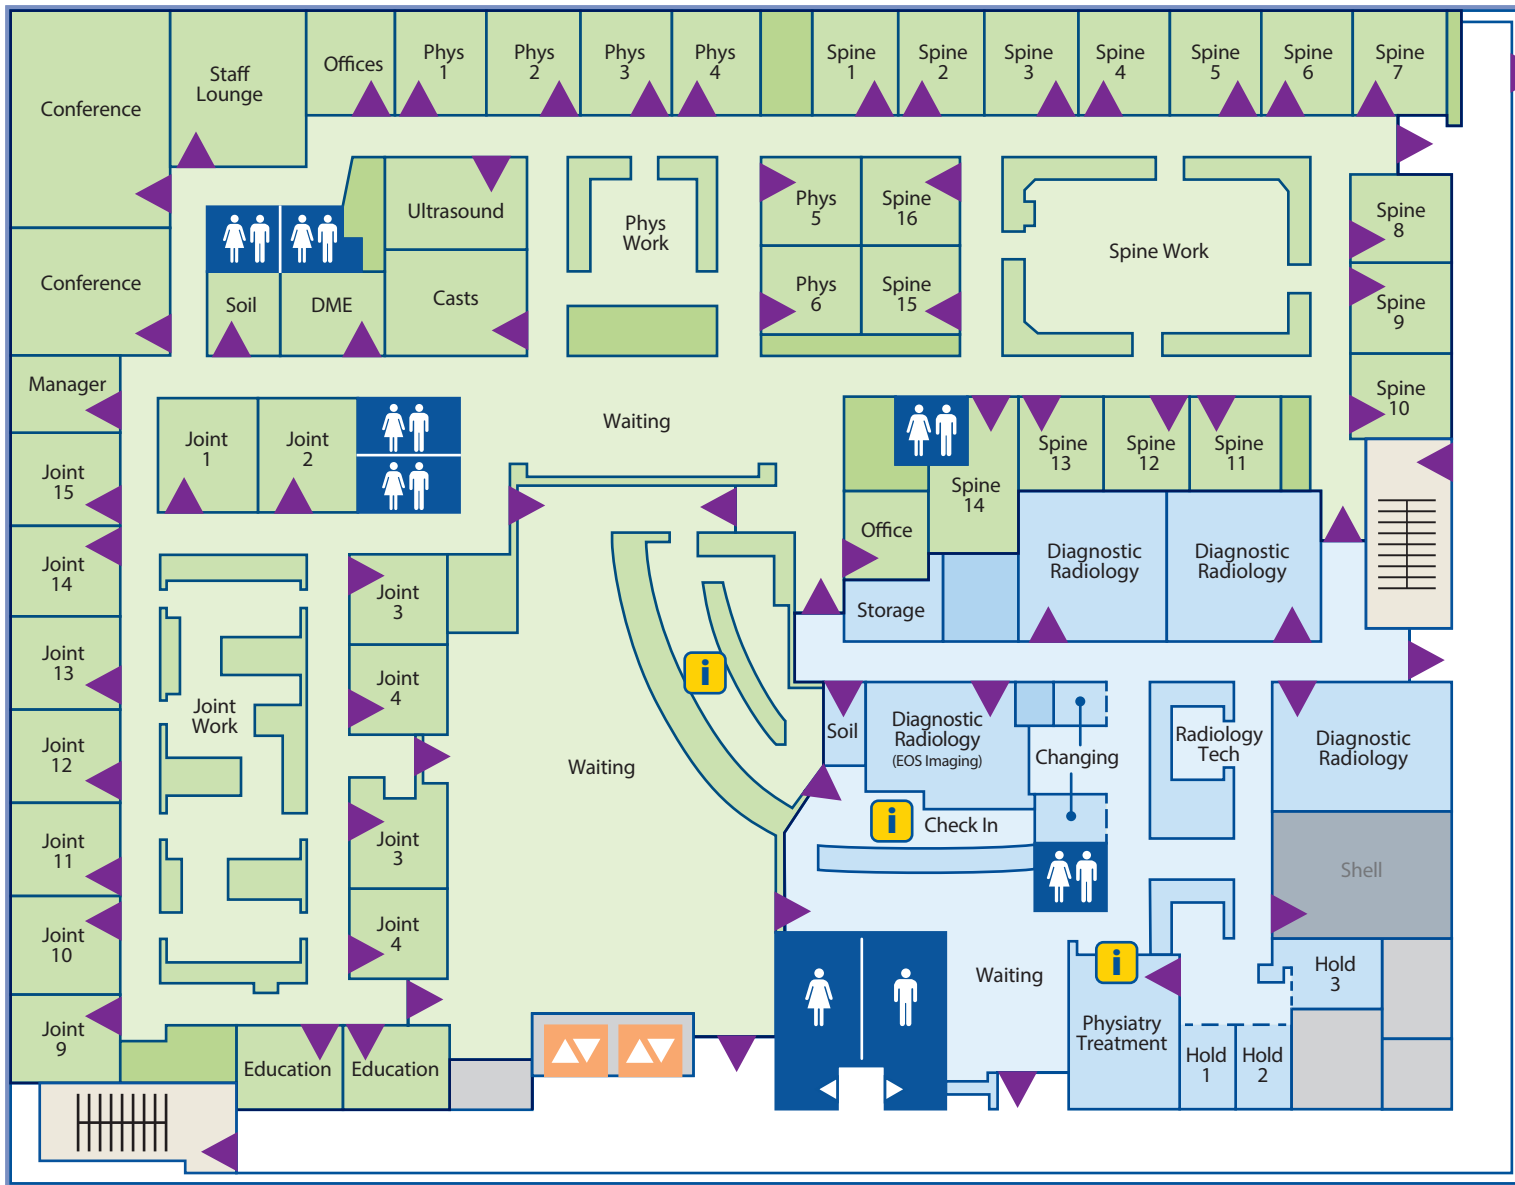 Conference
Staff
Lounge
Offices
Phys
1
Phys
2
Phys
3
Phys
4
Spine
1
Spine
2
Spine
3
Spine
4
Spine
5
Spine
6
Spine
7
Ultrasound
Phys
Work
Phys
5
Spine
16
Spine Work
Spine
8
Conference
Soil
DME
Casts
Phys
6
Spine
15
Spine
9
Manager
Joint
1
Joint
2
Waiting
Spine
10
Spine
13
Spine
12
Spine
11
Joint
15
Spine
14
Office
Joint
14
Joint
3
Diagnostic
Radiology
Diagnostic
Radiology
Storage
Joint
13
Joint
4
i
Joint
Work
Soil
Diagnostic
Radiology
(EOS Imaging)
Changing
Radiology
Tech
Diagnostic
Radiology
Joint
12
Waiting
i
Check In
Joint
11
Joint
3
Shell
Joint
10
Joint
4
Waiting
i
Hold
3
Joint
9
Education
Education
Physiatry
Treatment
Hold
1
Hold
2